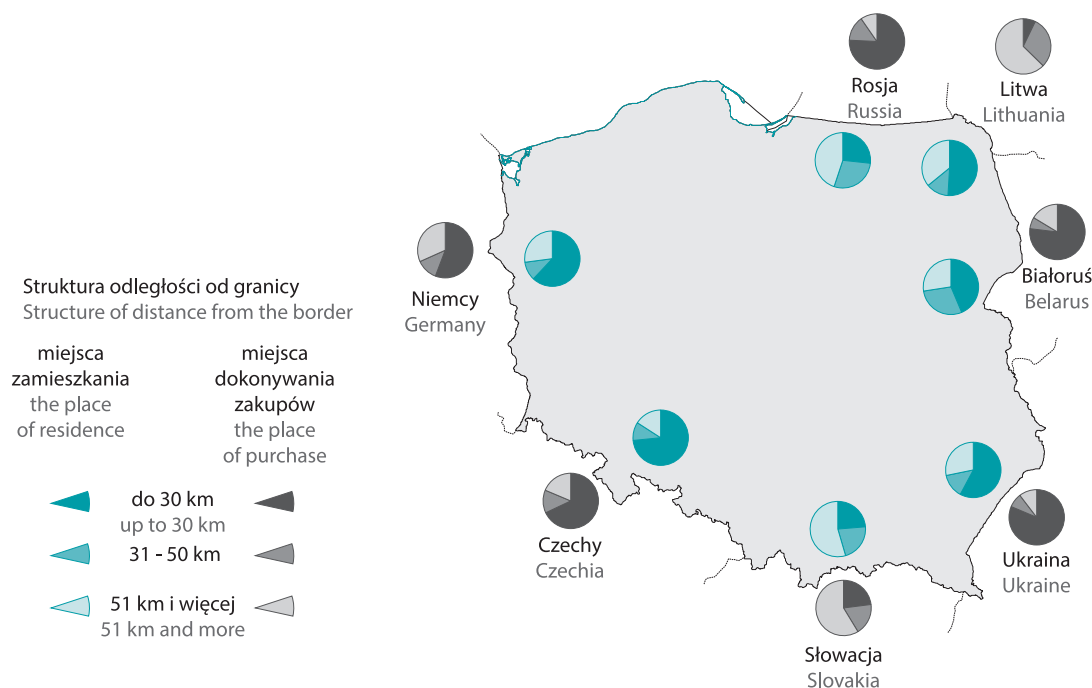 Rosja
Russia
Litwa
Lithuania
Niemcy
Germany
Białoruś
Belarus
Struktura odległości od granicy
Structure of distance from the border
miejsca
zamieszkania
the place
of residence
miejsca
dokonywania
zakupów
the place
of purchase
do 30 km
up to 30 km
31 - 50 km
51 km i więcej
51 km and more
Czechy
Czechia
Ukraina
Ukraine
Słowacja
Slovakia